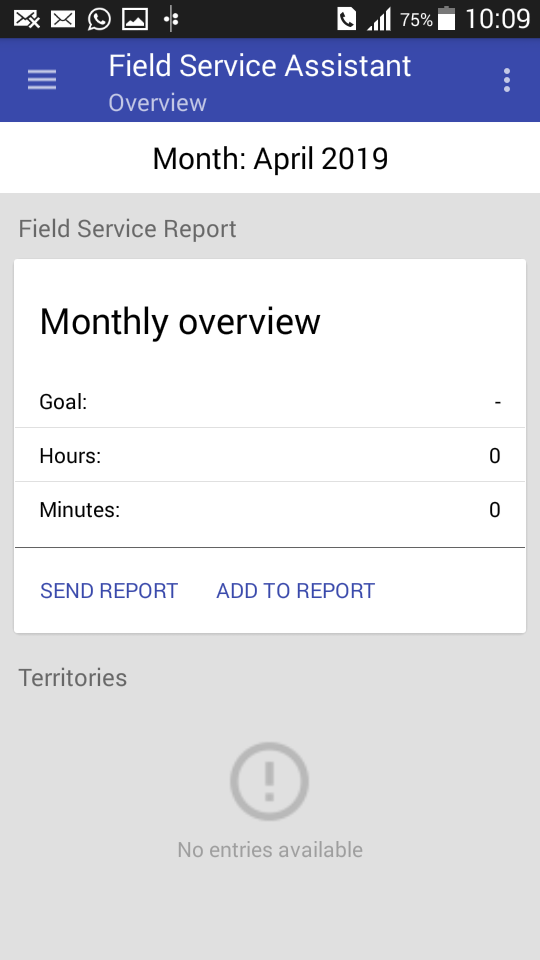 75% 10:09
Field Service Assistant
Overview
Month: April 2019
Field Service Report
Monthly overview
Goal: -
Hours: 0
Minutes: 0
SEND REPORT ADD TO REPORT
Territories
No entries available